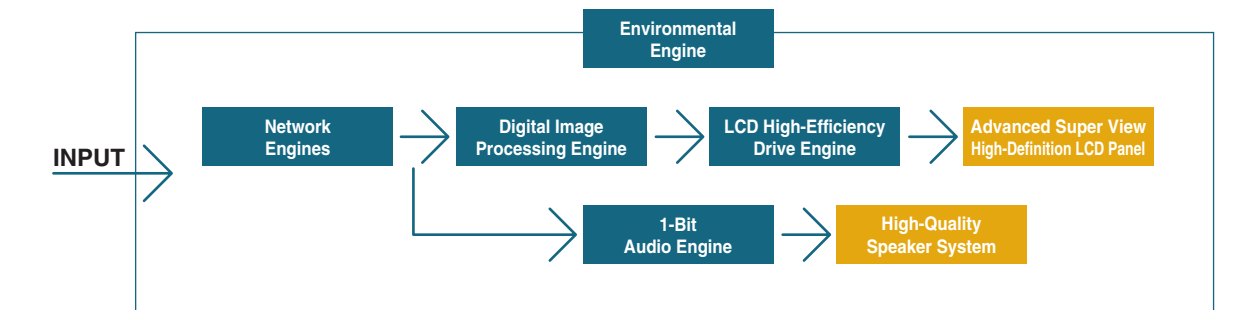 Environmental
Engine
INPUT
Network
Engines
Digital Image
Processing Engine
LCD High-Efficiency
Drive Engine
Advanced Super View
High-Definition LCD Panel
1-Bit
Audio Engine
High-Quality
Speaker System